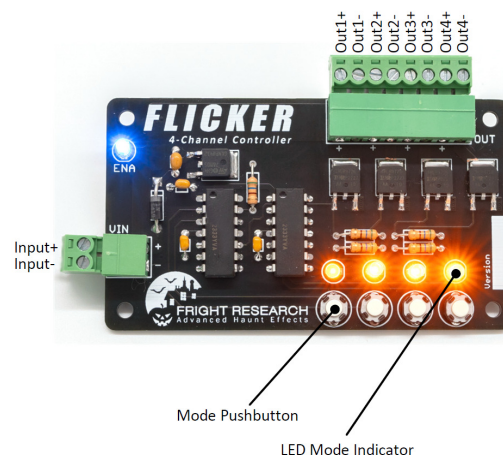 Out1+
Out1-
Out2+
Out2-
Out3+
Out3-
Out4+
Out4-
FLICKER
4-Channel Controller
OUT
+
+
+
+
ENA
VIN
Input+
+
Input-
-
Version
FRIGHT RESEARCH
Advanced Haunt Effects
Mode Pushbutton
LED Mode Indicator